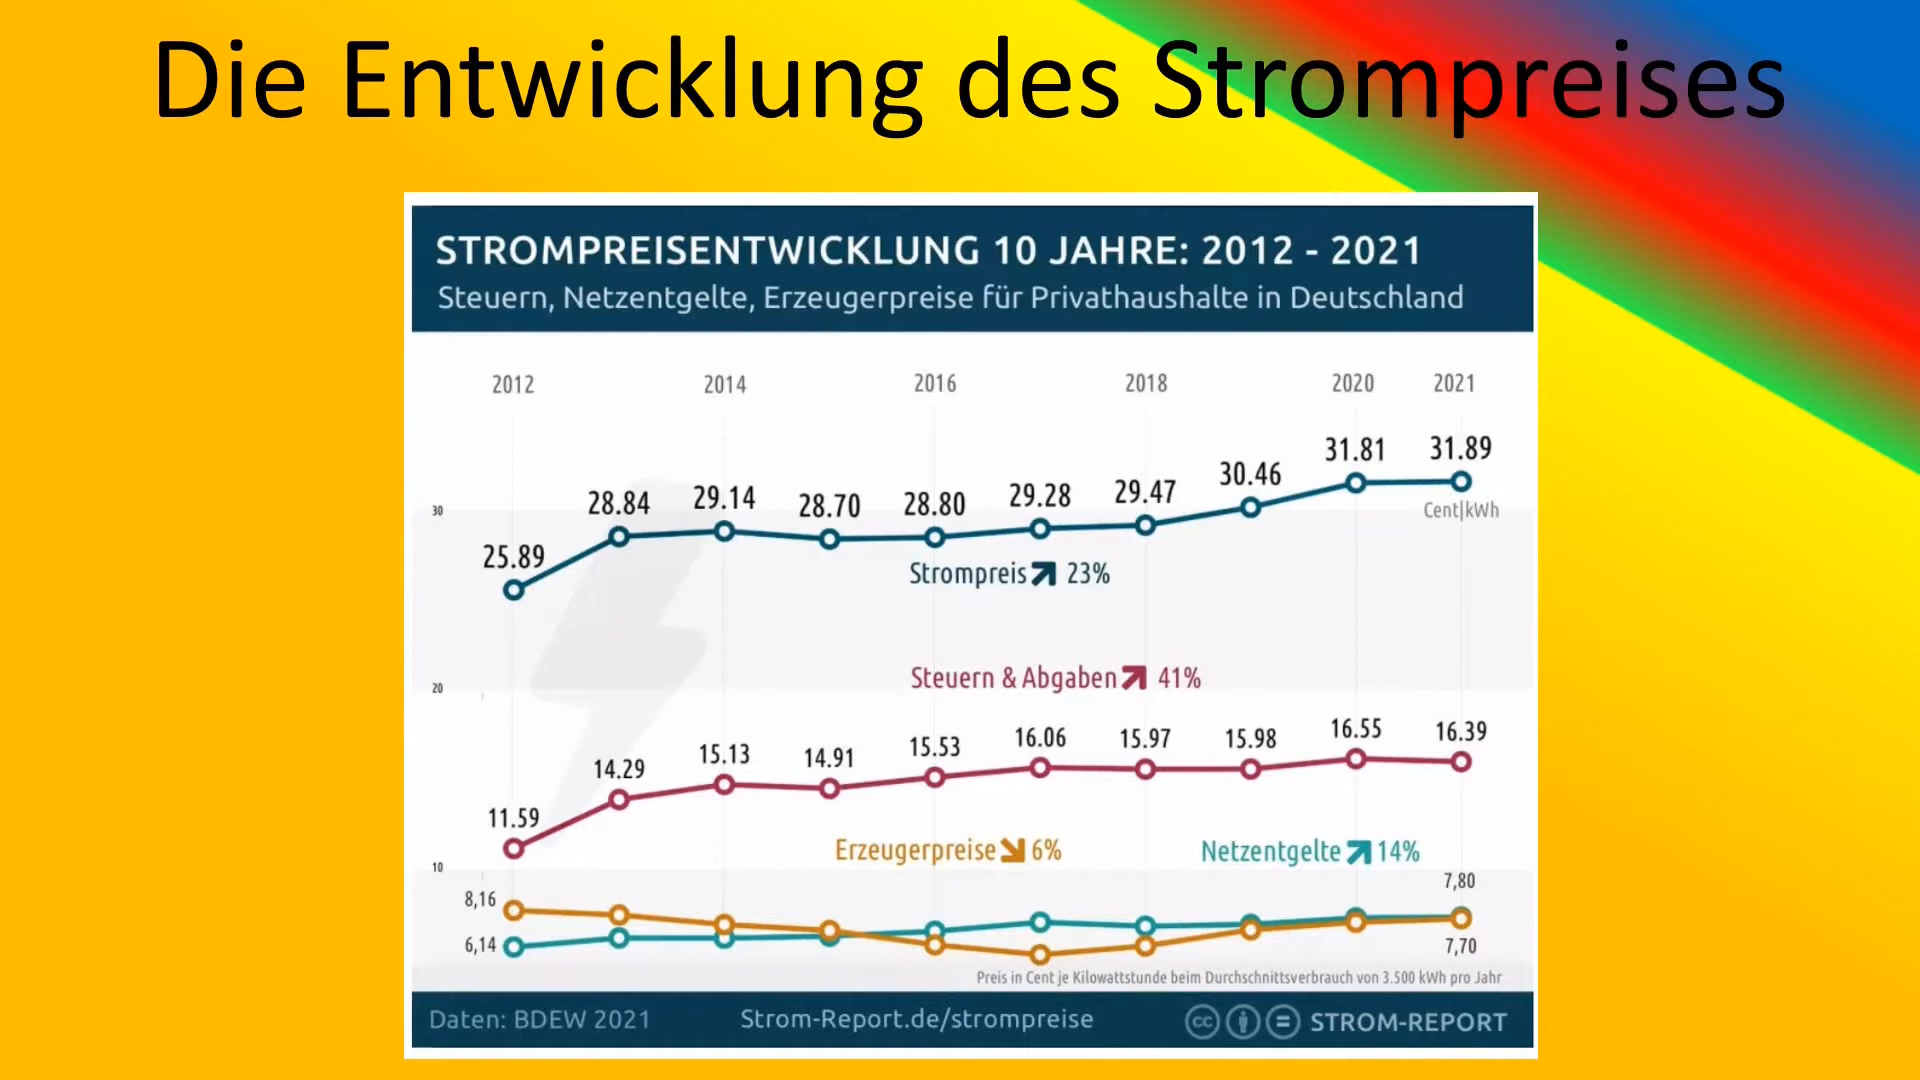 Die Entwicklung des Strompreises
STROMPREISENTWICKLUNG 10 JAHRE: 2012 - 2021
Steuern, Netzentgelte, Erzeugerpreise für Privathaushalte in Deutschland
2012 2014 2016 2018 2020 2021
25.89 28.84 29.14 28.70 28.80 29.28 29.47 30.46 31.81 31.89
30
Cent|kWh
Strompreis 23%
Steuern & Abgaben 41%
20
11.59 14.29 15.13 14.91 15.53 16.06 15.97 15.98 16.55 16.39
Erzeugerpreise 6% Netzentgelte 14%
10
7,80
8,16
6,14
7,70
Preis in Cent je Kilowattstunde beim Durchschnittsverbrauch von 3.500 kWh pro Jahr
Daten: BDEW 2021 Strom-Report.de/strompreise cc = STROM-REPORT